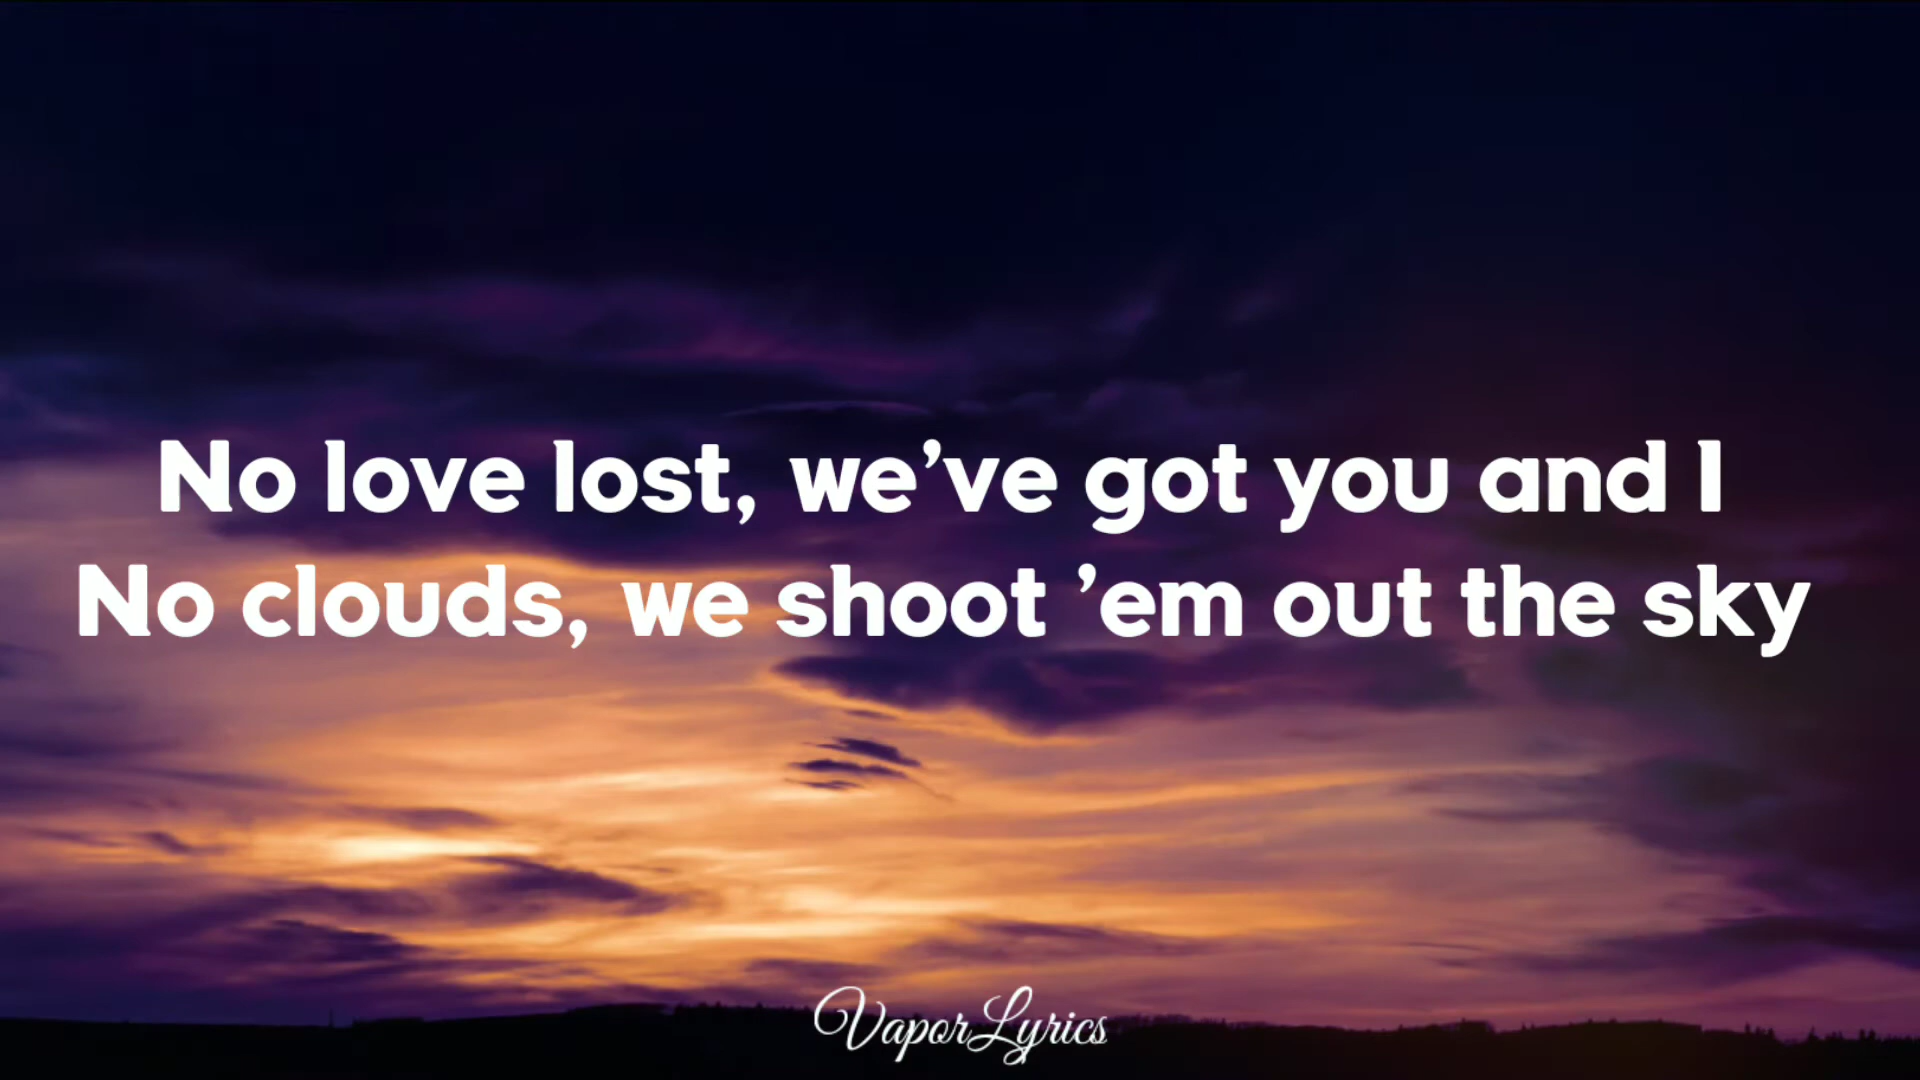 No love lost, we’ve got you and I
No clouds, we shoot ’em out the sky
VaporLyrics